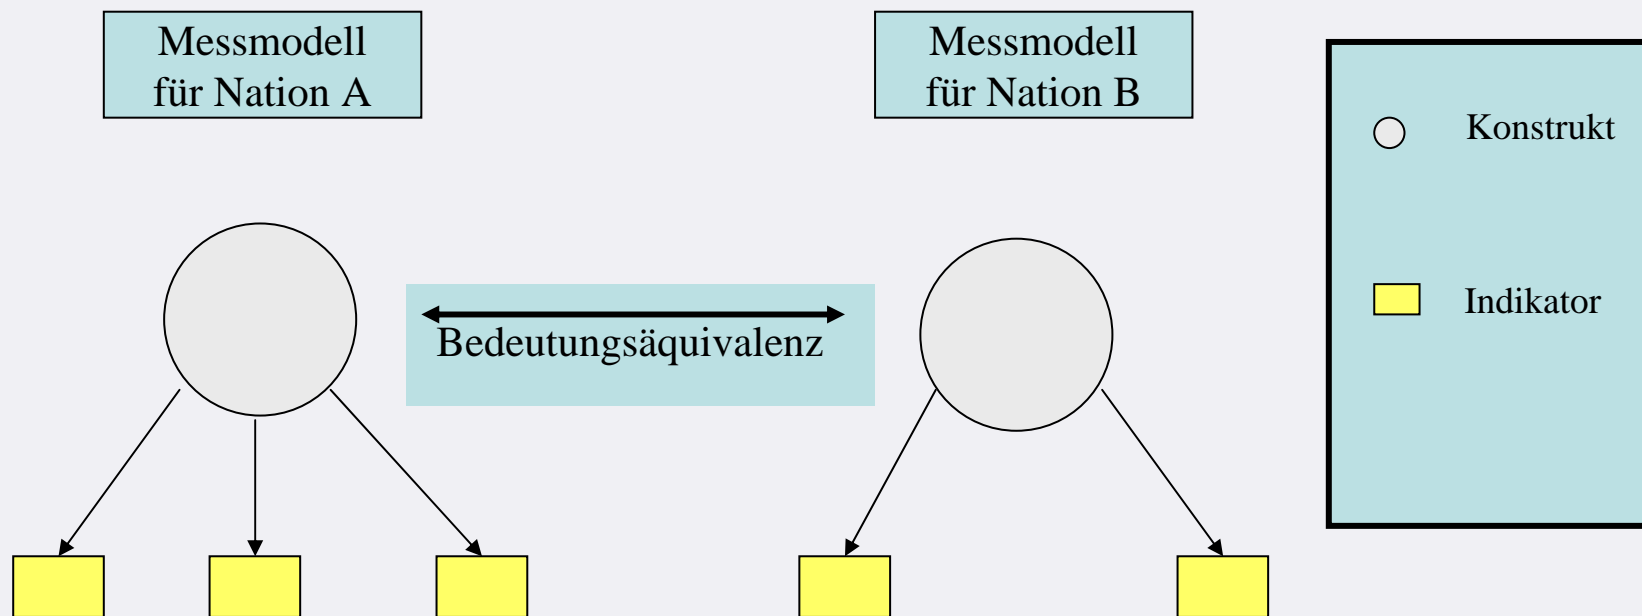 Messmodell
für Nation A
Messmodell
für Nation B
Konstrukt
Bedeutungsäquivalenz
Indikator